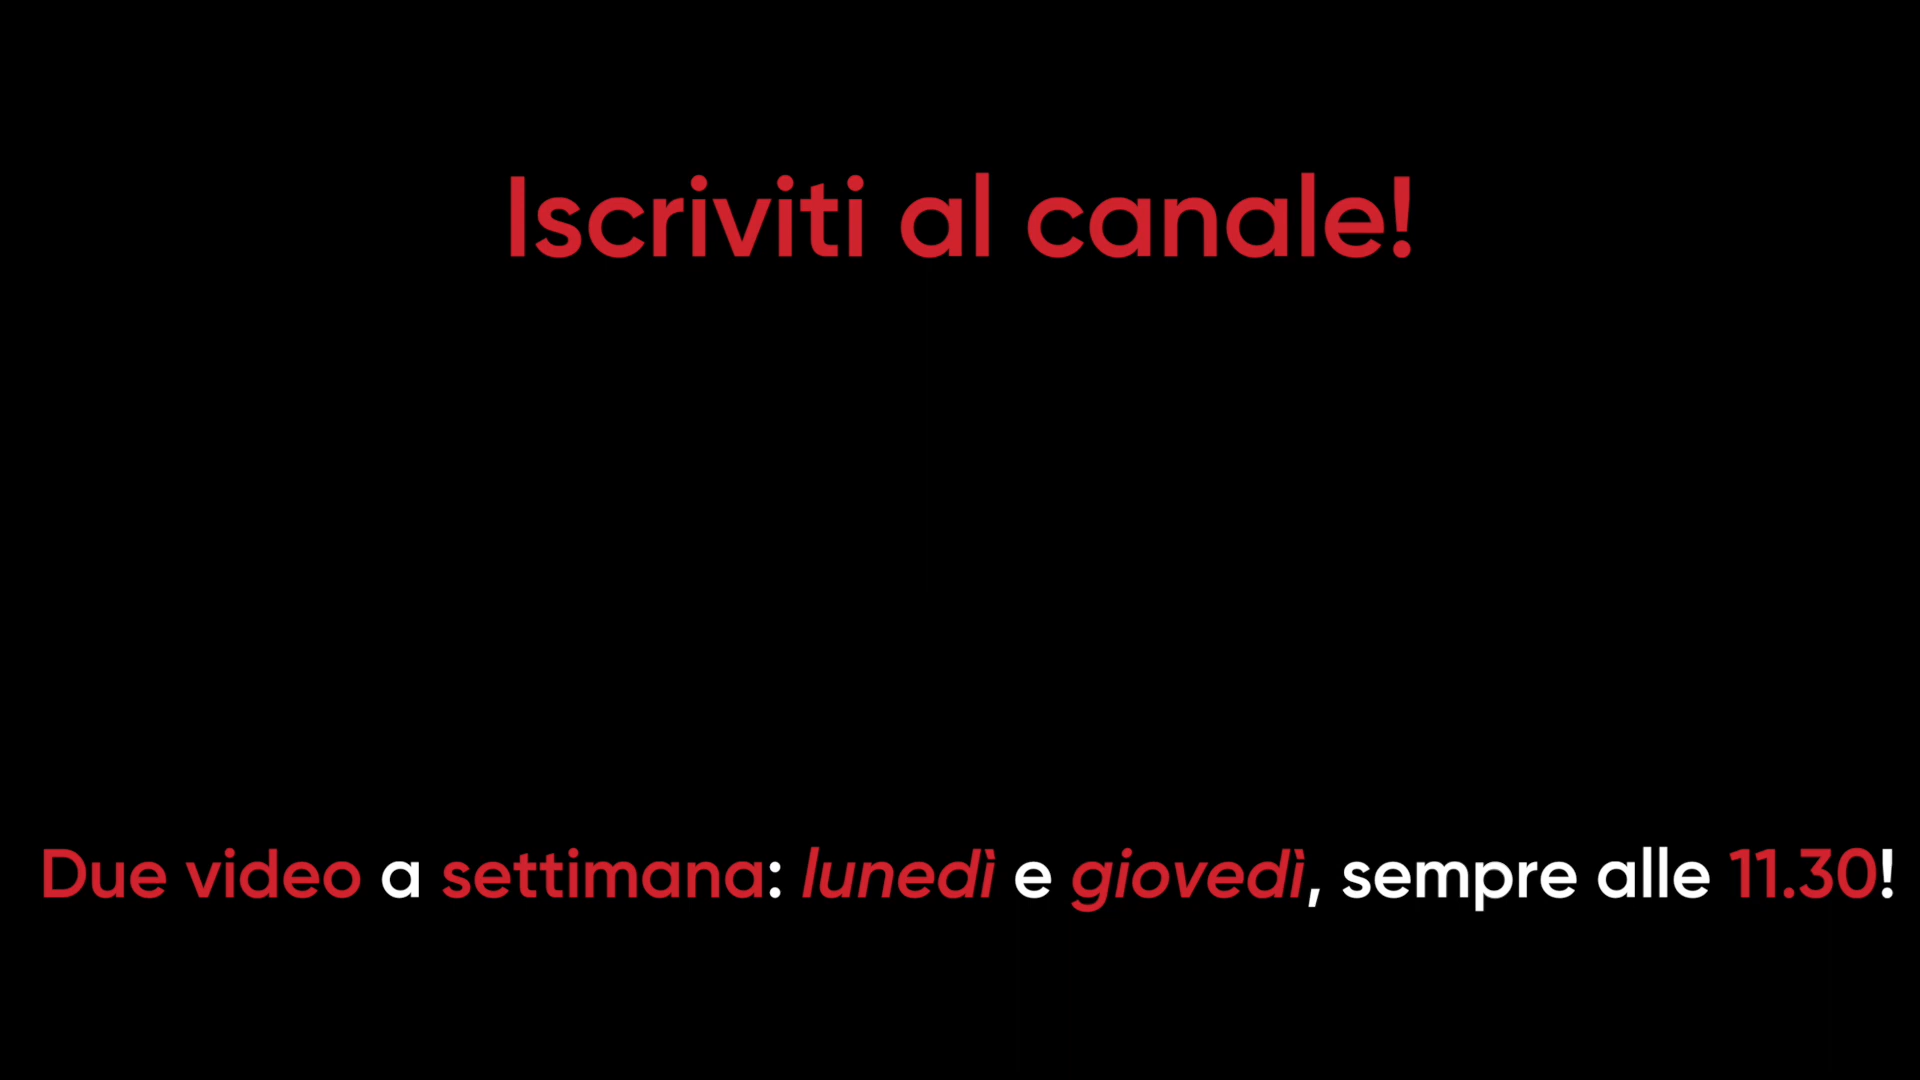 Iscriviti al canale!
Due video a settimana: lunedì e giovedì, sempre alle 11.30!